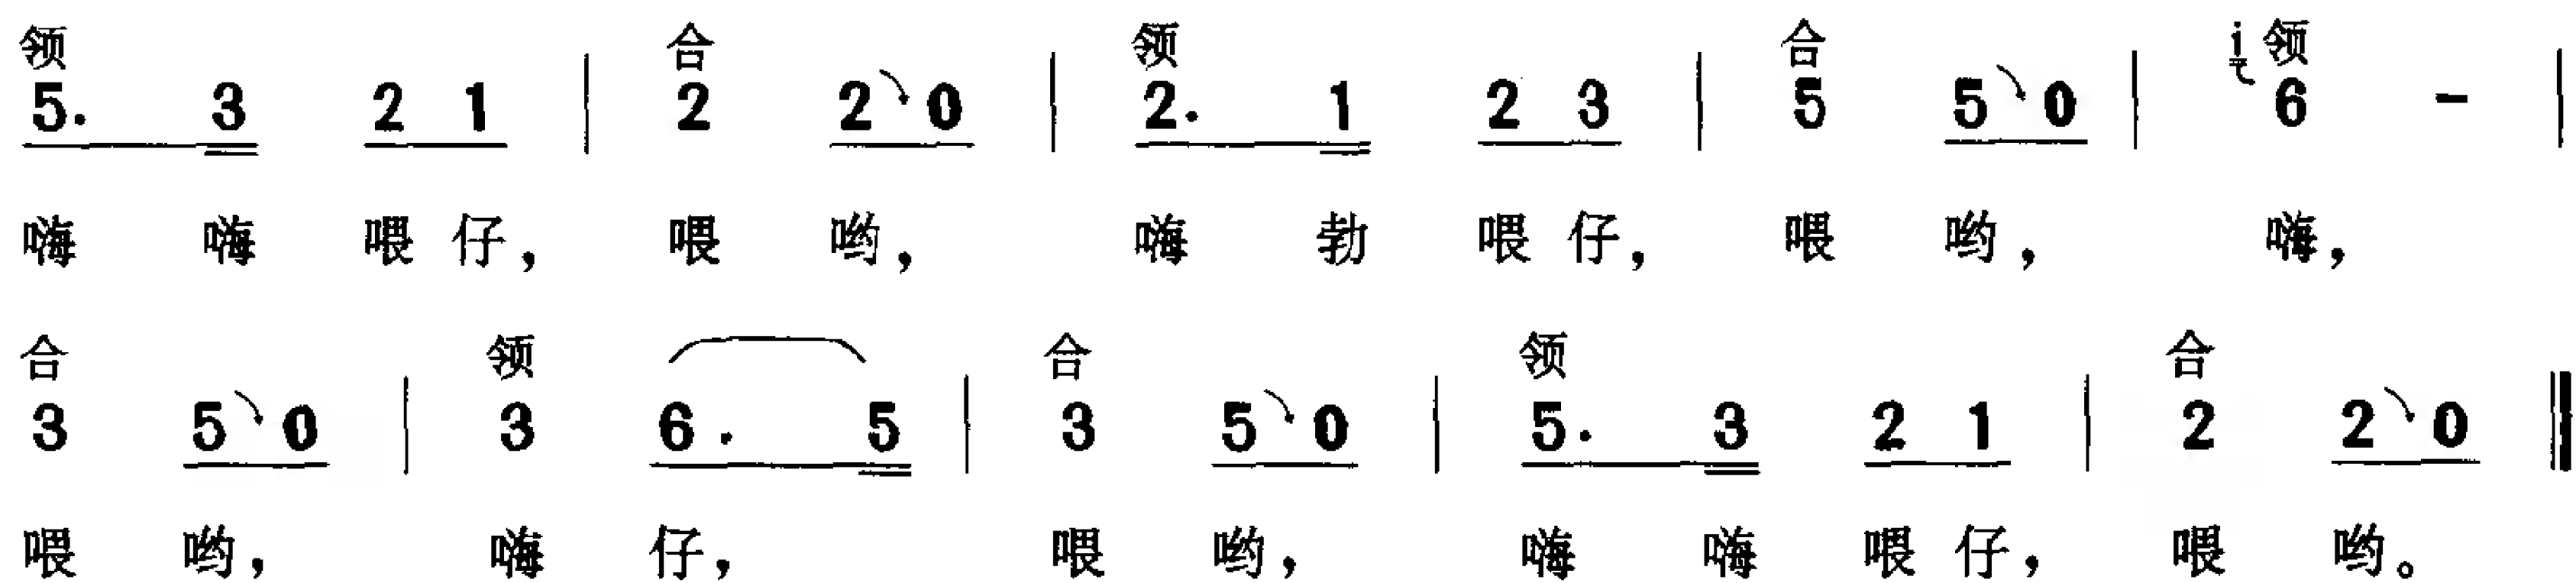 领 合 领 合 i 领
5. 3 2 1 | 2 2 0 | 2. 1 2 3 | 5 5 0 | 6 - |
嗨 嗨 喂 仔, 喂 哟, 嗨 勃 喂 仔, 喂 哟, 嗨,
合 领 合 领 合
3 5 0 | 3 6. 5 | 3 5 0 | 5. 3 2 1 | 2 2 0 ‖
喂 哟, 嗨 仔, 喂 哟, 嗨 嗨 喂 仔, 喂 哟。